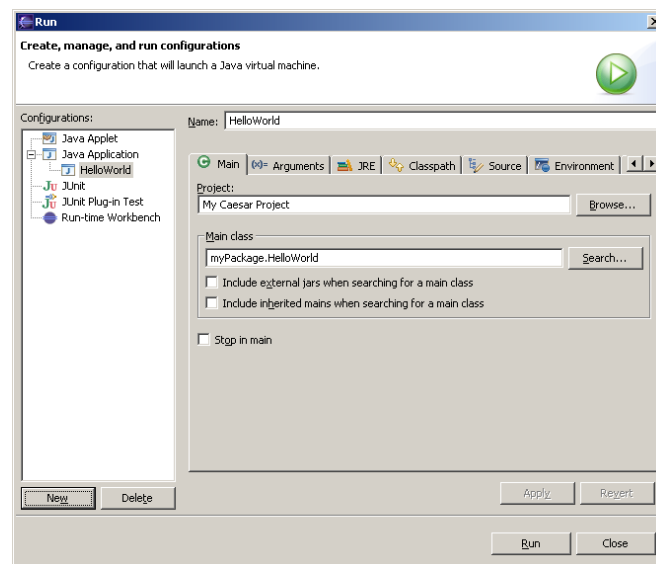 Run
Create, manage, and run configurations
Create a configuration that will launch a Java virtual machine.
Configurations:
Java Applet
Java Application
HelloWorld
JUnit
JUnit Plug-in Test
Run-time Workbench
New
Delete
Name: HelloWorld
Main
Arguments
JRE
Classpath
Source
Environment
Project:
My Caesar Project
Browse...
Main class
myPackage.HelloWorld
Search...
Include external jars when searching for a main class
Include inherited mains when searching for a main class
Stop in main
Apply
Revert
Run
Close